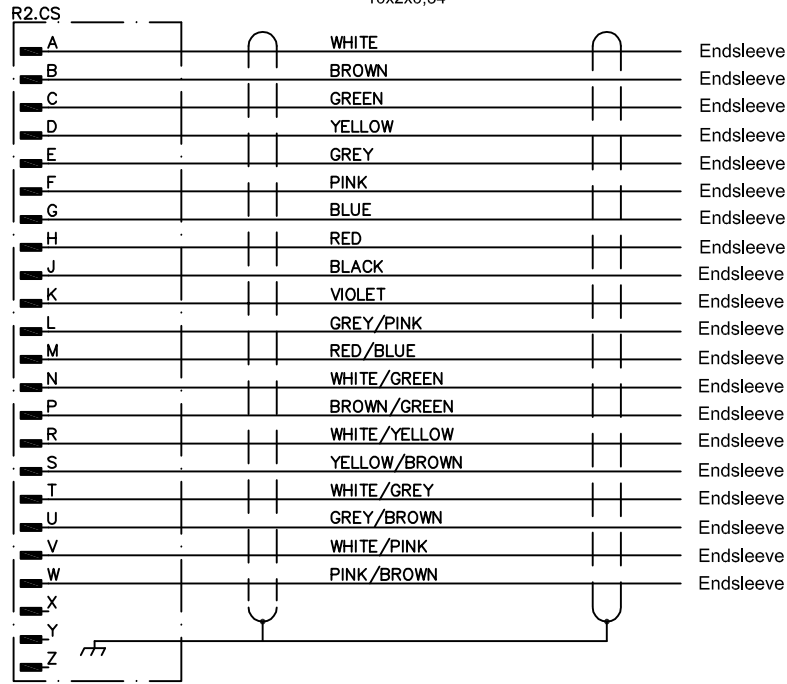 R2.CS
A WHITE Endsleeve
B BROWN Endsleeve
C GREEN Endsleeve
D YELLOW Endsleeve
E GREY Endsleeve
F PINK Endsleeve
G BLUE Endsleeve
H RED Endsleeve
J BLACK Endsleeve
K VIOLET Endsleeve
L GREY/PINK Endsleeve
M RED/BLUE Endsleeve
N WHITE/GREEN Endsleeve
P BROWN/GREEN Endsleeve
R WHITE/YELLOW Endsleeve
S YELLOW/BROWN Endsleeve
T WHITE/GREY Endsleeve
U GREY/BROWN Endsleeve
V WHITE/PINK Endsleeve
W PINK/BROWN Endsleeve
X
Y
Z